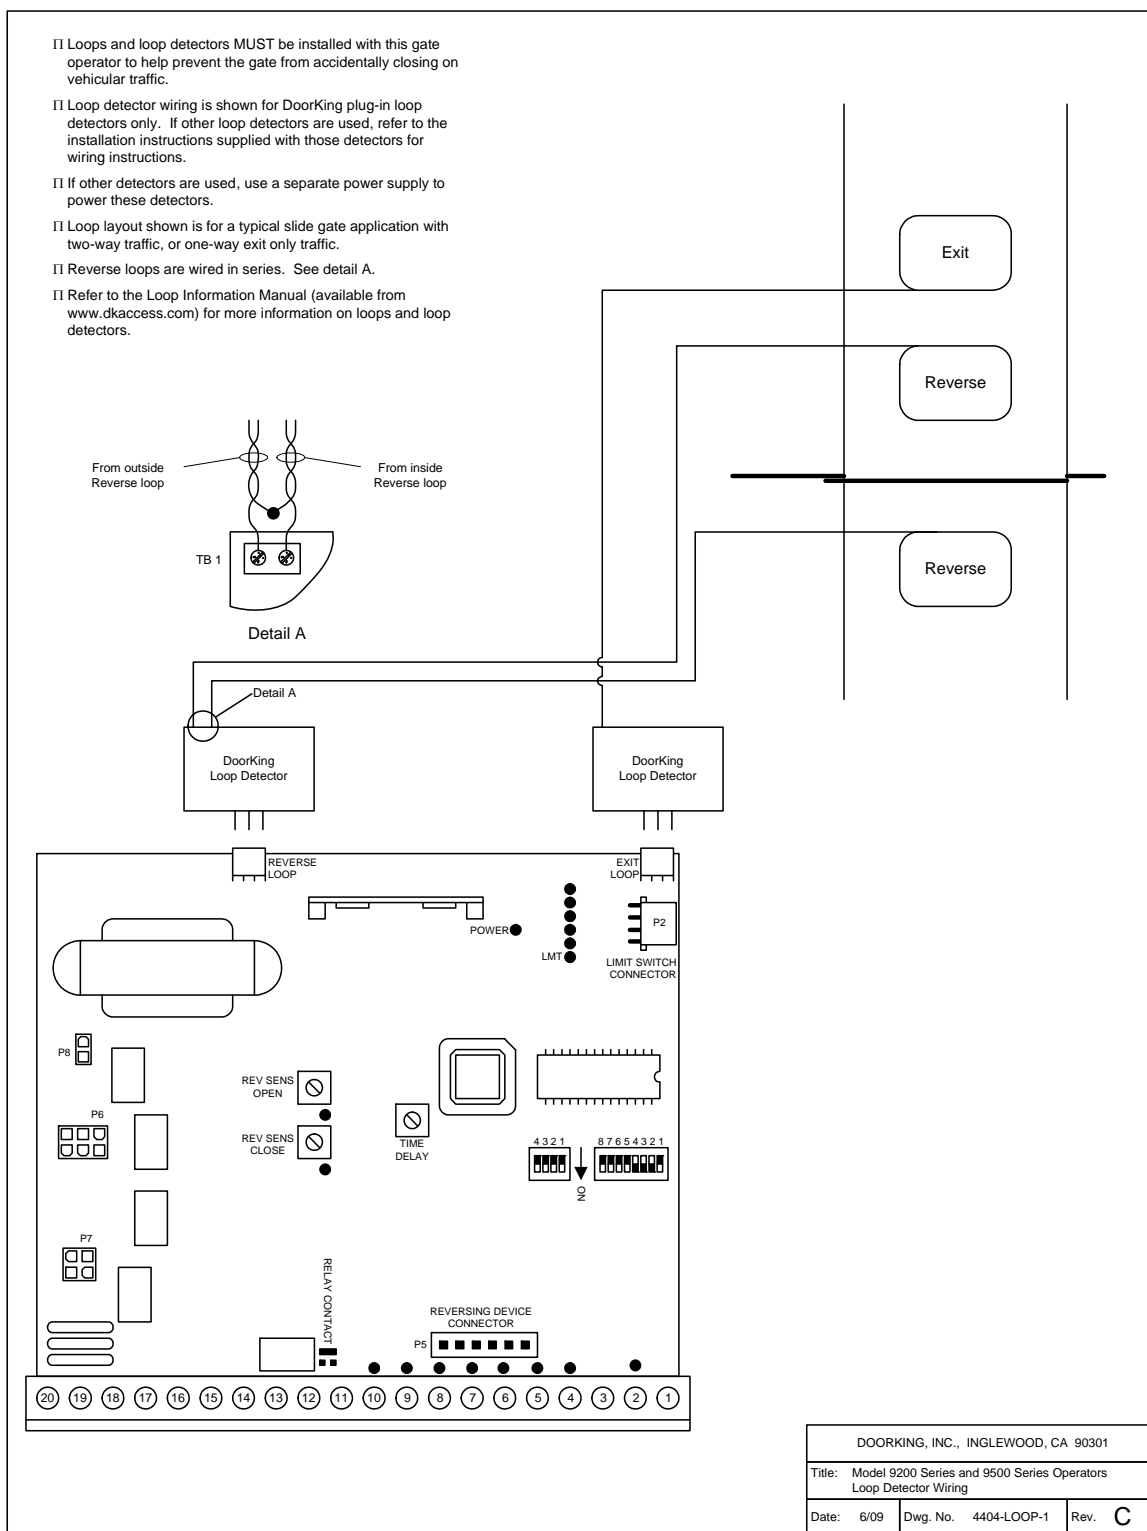 Π Loops and loop detectors MUST be installed with this gate
operator to help prevent the gate from accidentally closing on
vehicular traffic.
Π Loop detector wiring is shown for DoorKing plug-in loop
detectors only. If other loop detectors are used, refer to the
installation instructions supplied with those detectors for
wiring instructions.
Π If other detectors are used, use a separate power supply to
power these detectors.
Π Loop layout shown is for a typical slide gate application with
two-way traffic, or one-way exit only traffic.
Π Reverse loops are wired in series. See detail A.
Π Refer to the Loop Information Manual (available from
www.dkaccess.com) for more information on loops and loop
detectors.
Exit
Reverse
Reverse
From outside
Reverse loop
From inside
Reverse loop
TB 1
Detail A
Detail A
DoorKing
Loop Detector
DoorKing
Loop Detector
REVERSE
LOOP
EXIT
LOOP
POWER
LMT
P2
LIMIT SWITCH
CONNECTOR
P8
P6
P7
REV SENS
OPEN
REV SENS
CLOSE
TIME
DELAY
4 3 2 1
8 7 6 5 4 3 2 1
ON
RELAY CONTACT
REVERSING DEVICE
CONNECTOR
P5
20 19 18 17 16 15 14 13 12 11 10 9 8 7 6 5 4 3 2 1
DOORKING, INC., INGLEWOOD, CA 90301
Title: Model 9200 Series and 9500 Series Operators
Loop Detector Wiring
Date: 6/09 Dwg. No. 4404-LOOP-1 Rev. C